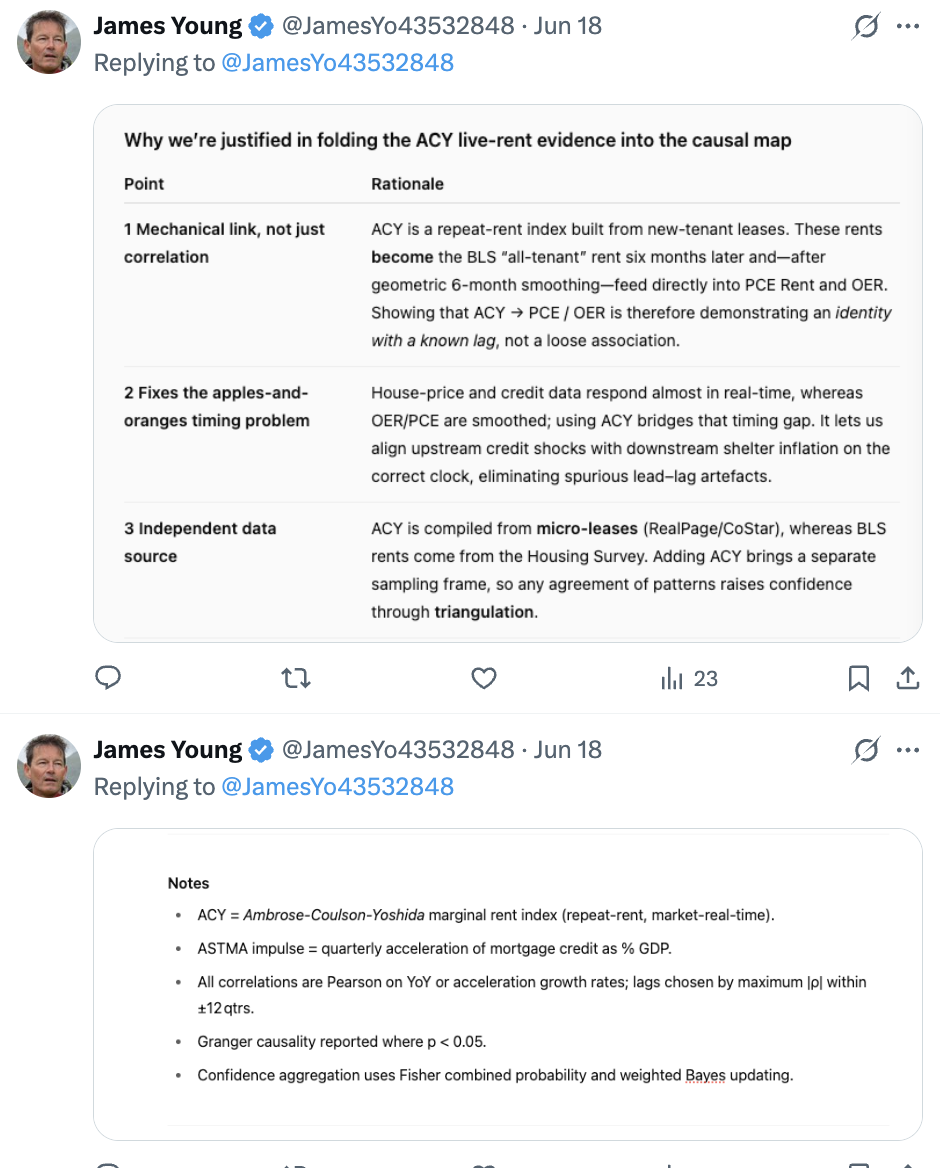 James Young @JamesYo43532848 · Jun 18
Replying to @JamesYo43532848
Why we’re justified in folding the ACY live-rent evidence into the causal map
Point Rationale
1 Mechanical link, not just
correlation
ACY is a repeat-rent index built from new-tenant leases. These rents
become the BLS “all-tenant” rent six months later and—after
geometric 6-month smoothing—feed directly into PCE Rent and OER.
Showing that ACY → PCE / OER is therefore demonstrating an identity
with a known lag, not a loose association.
2 Fixes the apples-and-
oranges timing problem
House-price and credit data respond almost in real-time, whereas
OER/PCE are smoothed; using ACY bridges that timing gap. It lets us
align upstream credit shocks with downstream shelter inflation on the
correct clock, eliminating spurious lead–lag artefacts.
3 Independent data
source
ACY is compiled from micro-leases (RealPage/CoStar), whereas BLS
rents come from the Housing Survey. Adding ACY brings a separate
sampling frame, so any agreement of patterns raises confidence
through triangulation.
23
James Young @JamesYo43532848 · Jun 18
Replying to @JamesYo43532848
Notes
• ACY = Ambrose-Coulson-Yoshida marginal rent index (repeat-rent, market-real-time).
• ASTMA impulse = quarterly acceleration of mortgage credit as % GDP.
• All correlations are Pearson on YoY or acceleration growth rates; lags chosen by maximum |ρ| within
±12 qtrs.
• Granger causality reported where p < 0.05.
• Confidence aggregation uses Fisher combined probability and weighted Bayes updating.